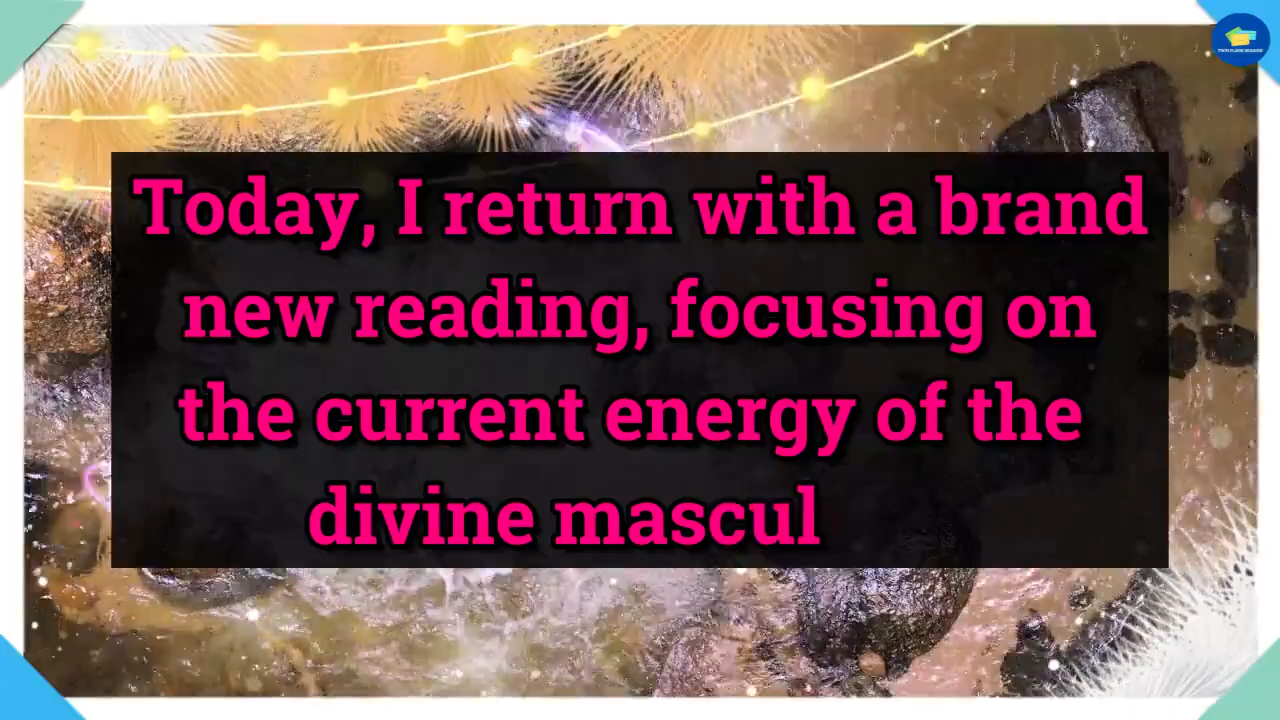 Today, I return with a brand
new reading, focusing on
the current energy of the
divine mascul